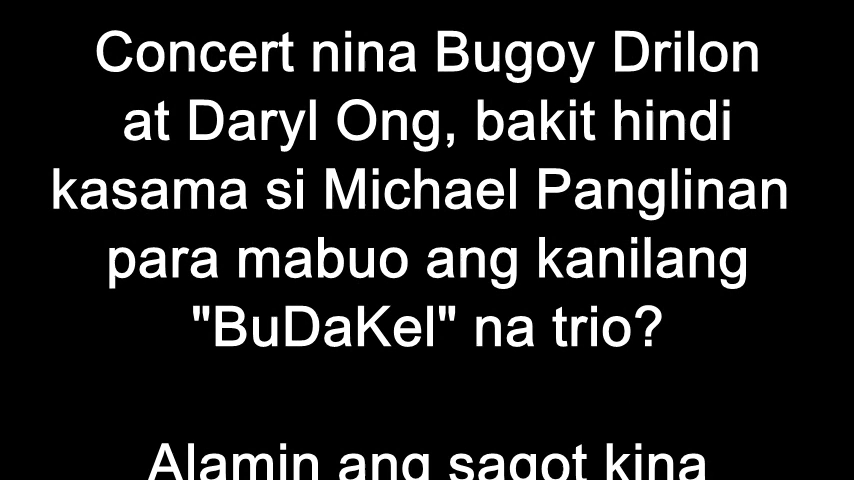 Concert nina Bugoy Drilon
at Daryl Ong, bakit hindi
kasama si Michael Panglinan
para mabuo ang kanilang
"BuDaKel" na trio?
Alamin ang sagot kina